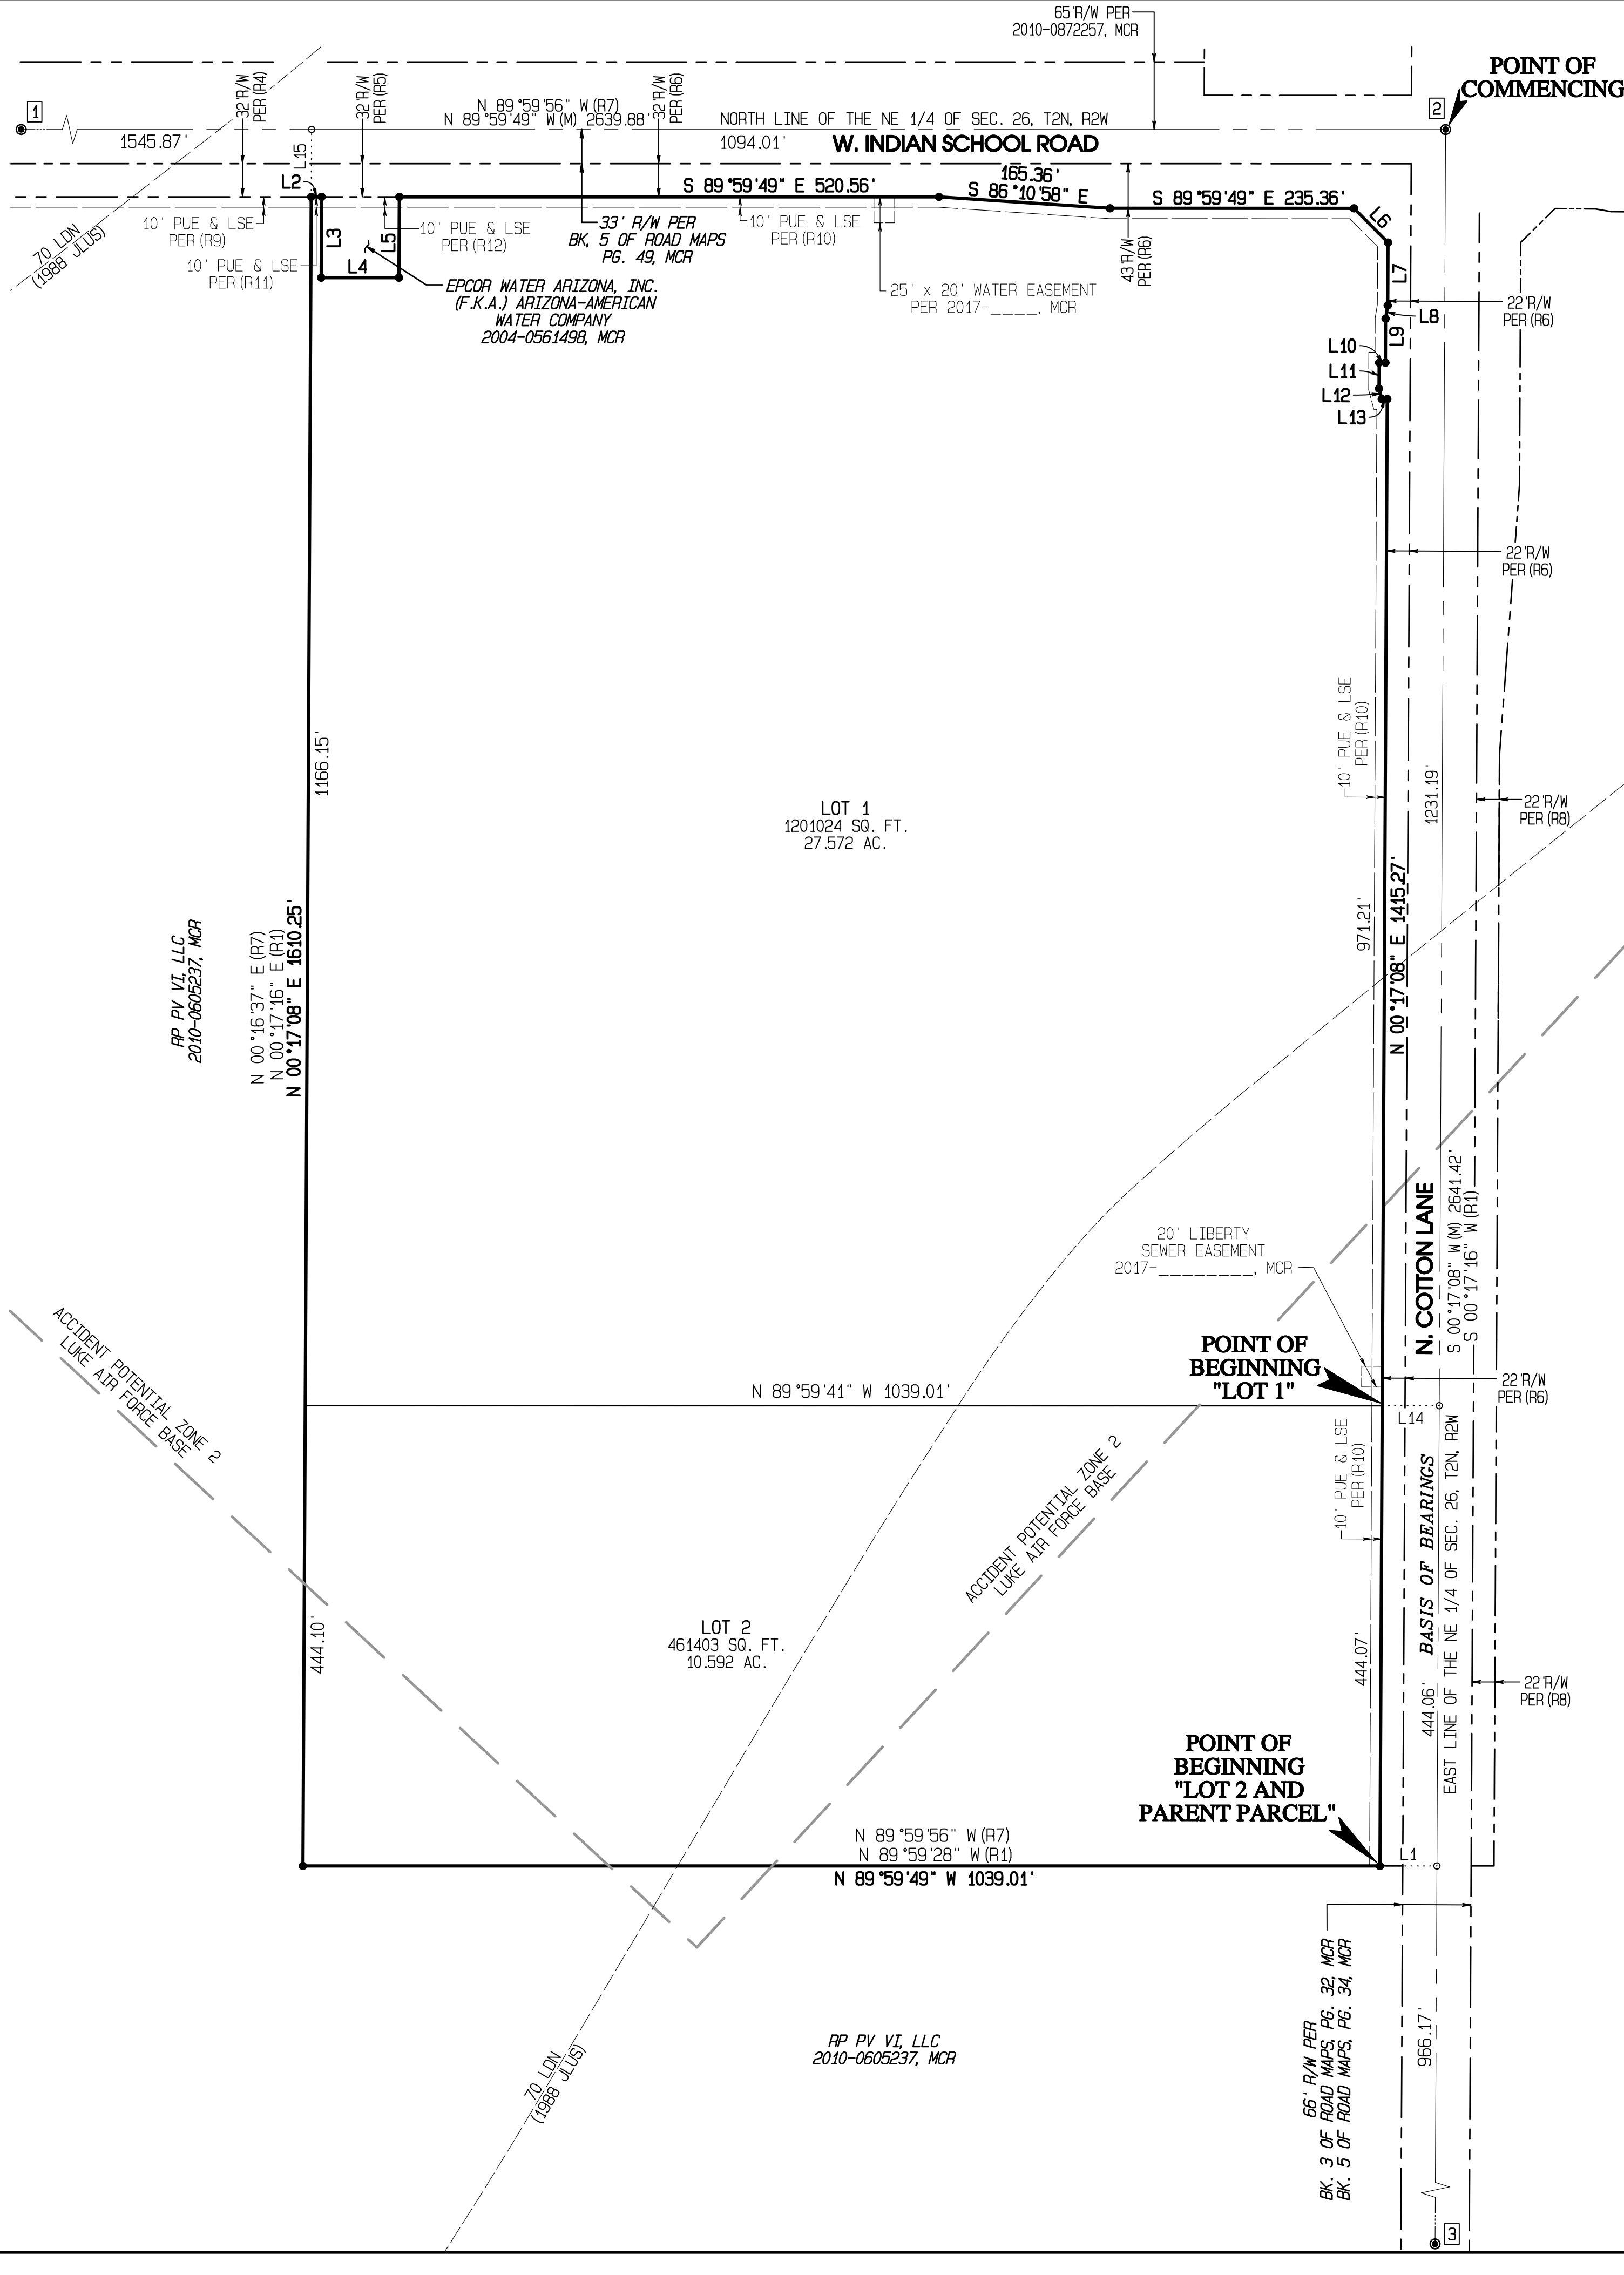 65'R/W PER
2010-0872257, MCR
POINT OF
COMMENCING
1
2
32'R/W
PER (R4)
32'R/W
PER (R5)
32'R/W
PER (R6)
N 89°59'56" W (R7)
N 89°59'49" W (M) 2639.88'
NORTH LINE OF THE NE 1/4 OF SEC. 26, T2N, R2W
1545.87'
L15
1094.01'
W. INDIAN SCHOOL ROAD
L2
S 89°59'49" E 520.56'
165.36'
S 86°10'58" E
S 89°59'49" E 235.36'
L6
10' PUE & LSE
PER (R9)
70 LDN
(1988 JLUS)
10' PUE & LSE
PER (R11)
L3
L4
L5
10' PUE & LSE
PER (R12)
33' R/W PER
BK, 5 OF ROAD MAPS
PG. 49, MCR
10' PUE & LSE
PER (R10)
43'R/W
PER (R6)
L7
EPCOR WATER ARIZONA, INC.
(F.K.A.) ARIZONA-AMERICAN
WATER COMPANY
2004-0561498, MCR
25' x 20' WATER EASEMENT
PER 2017-____, MCR
22'R/W
PER (R6)
L8
L9
L10
L11
L12
L13
22'R/W
PER (R6)
10' PUE & LSE
PER (R10)
1166.15'
1231.19'
LOT 1
1201024 SQ. FT.
27.572 AC.
22'R/W
PER (R8)
RP PV VI, LLC
2010-0605237, MCR
N 00°16'37" E (R7)
N 00°17'16" E (R1)
N 00°17'08" E 1610.25'
971.21'
N 00°17'08" E 1415.27'
N. COTTON LANE
S 00°17'08" W (M) 2641.42'
S 00°17'16" W (R1)
20' LIBERTY
SEWER EASEMENT
2017-________, MCR
ACCIDENT POTENTIAL ZONE 2
LUKE AIR FORCE BASE
POINT OF
BEGINNING
"LOT 1"
N 89°59'41" W 1039.01'
22'R/W
PER (R6)
L14
10' PUE & LSE
PER (R10)
ACCIDENT POTENTIAL ZONE 2
LUKE AIR FORCE BASE
BASIS OF BEARINGS
EAST LINE OF THE NE 1/4 OF SEC. 26, T2N, R2W
444.10'
LOT 2
461403 SQ. FT.
10.592 AC.
444.07'
444.06'
22'R/W
PER (R8)
POINT OF
BEGINNING
"LOT 2 AND
PARENT PARCEL"
N 89°59'56" W (R7)
N 89°59'28" W (R1)
N 89°59'49" W 1039.01'
L1
66' R/W PER
BK. 3 OF ROAD MAPS, PG. 32, MCR
BK. 5 OF ROAD MAPS, PG. 34, MCR
966.17'
RP PV VI, LLC
2010-0605237, MCR
70 LDN
(1988 JLUS)
3